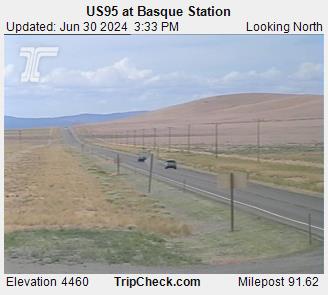 US95 at Basque Station
Updated: Jun 30 2024 3:33 PM Looking North
Elevation 4460 TripCheck.com Milepost 91.62